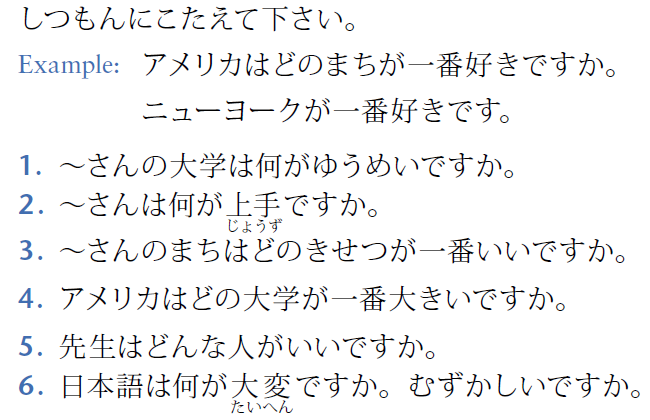 しつもんにこたえて下さい。
Example: アメリカはどのまちが一番好きですか。
ニューヨークが一番好きです。
1. 〜さんの大学は何がゆうめいですか。
2. 〜さんは何が上手ですか。
じょうず
3. 〜さんのまちはどのきせつが一番いいですか。
4. アメリカはどの大学が一番大きいですか。
5. 先生はどんな人がいいですか。
6. 日本語は何が大変ですか。むずかしいですか。
たいへん